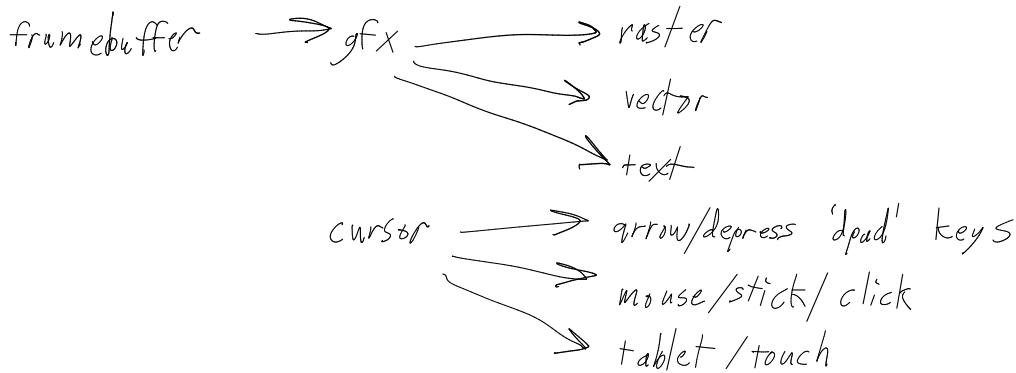 framebuffer → gfx → raster
→ vector
→ text
cursor → arrow/depress 'dpad' keys
→ mouse/stick/click
→ tablet/touch